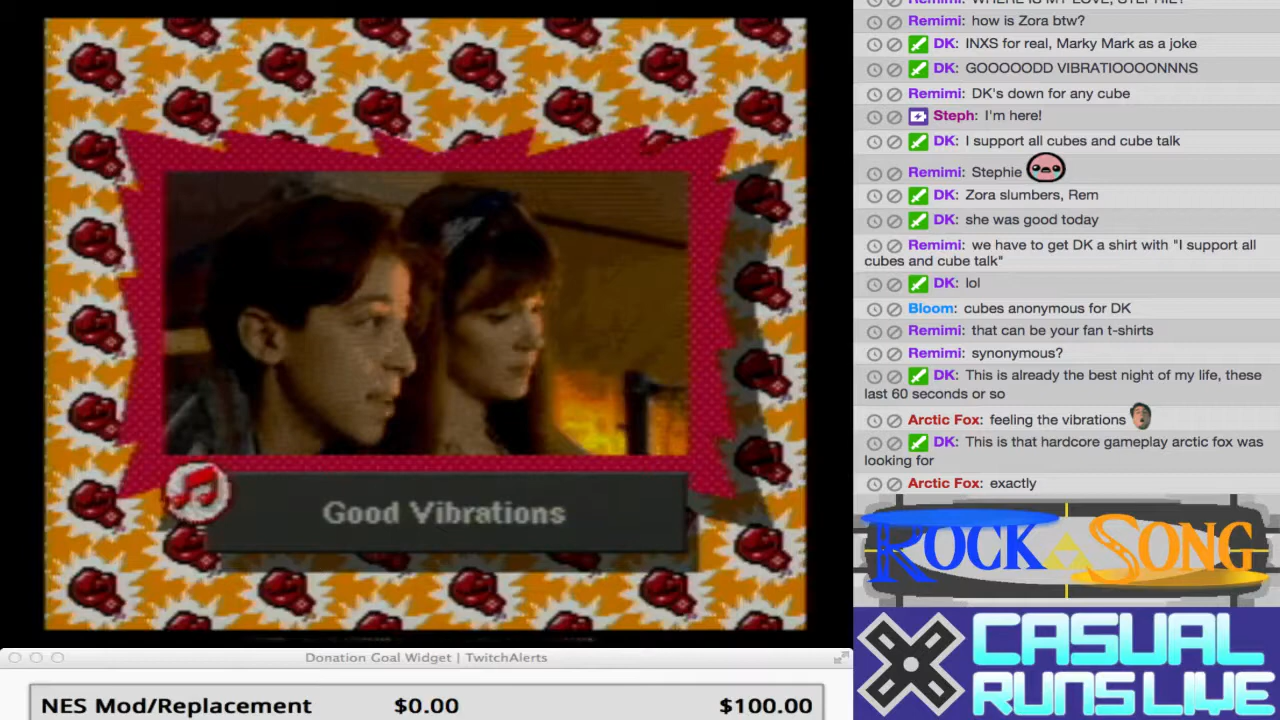 Good Vibrations
Remimi: WHERE IS MY LOVE, STEPHIE?
Remimi: how is Zora btw?
DK: INXS for real, Marky Mark as a joke
DK: GOOOOODD VIBRATIOOOONNNS
Remimi: DK's down for any cube
Steph: I'm here!
DK: I support all cubes and cube talk
Remimi: Stephie
DK: Zora slumbers, Rem
DK: she was good today
Remimi: we have to get DK a shirt with "I support all
cubes and cube talk"
DK: lol
Bloom: cubes anonymous for DK
Remimi: that can be your fan t-shirts
Remimi: synonymous?
DK: This is already the best night of my life, these
last 60 seconds or so
Arctic Fox: feeling the vibrations
DK: This is that hardcore gameplay arctic fox was
looking for
Arctic Fox: exactly
ROCK SONG
CASUAL
RUNS LIVE
Donation Goal Widget | TwitchAlerts
NES Mod/Replacement $0.00 $100.00